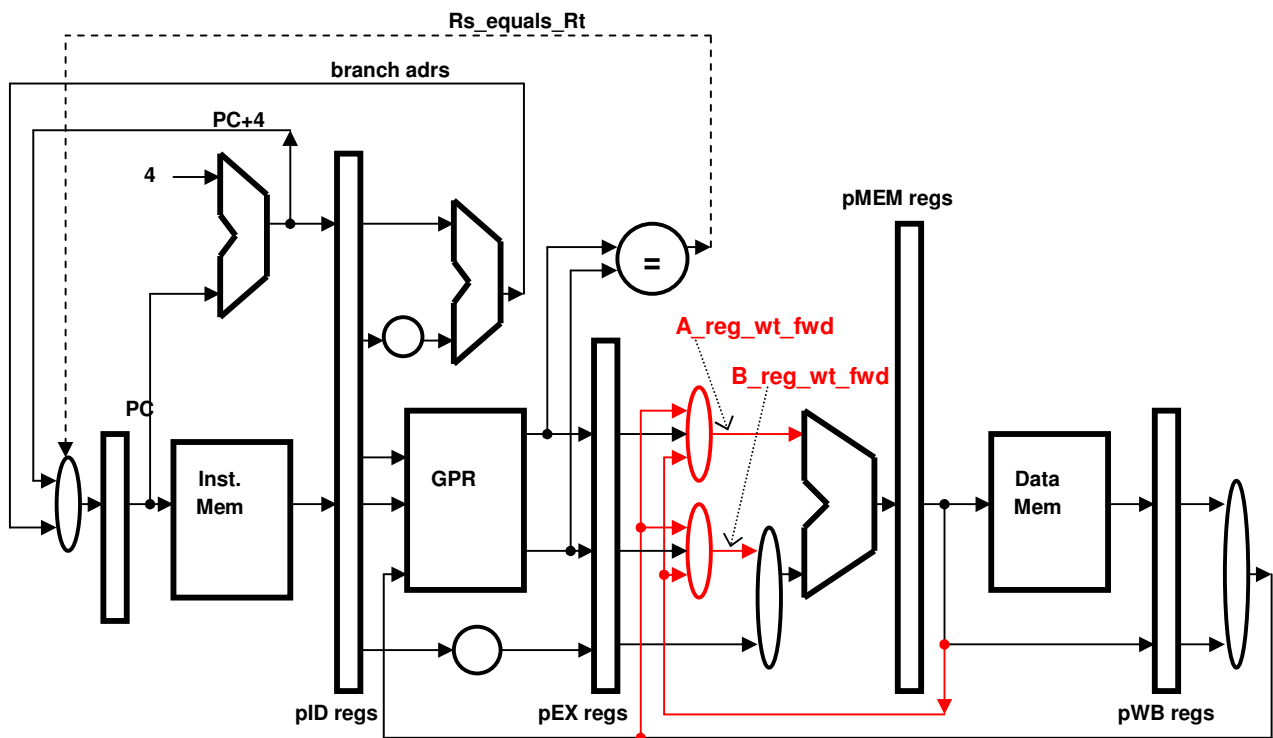 Rs_equals_Rt
branch adrs
PC+4
4
pMEM regs
=
A_reg_wt_fwd
B_reg_wt_fwd
PC
Inst.
Mem
GPR
Data
Mem
pID regs
pEX regs
pWB regs